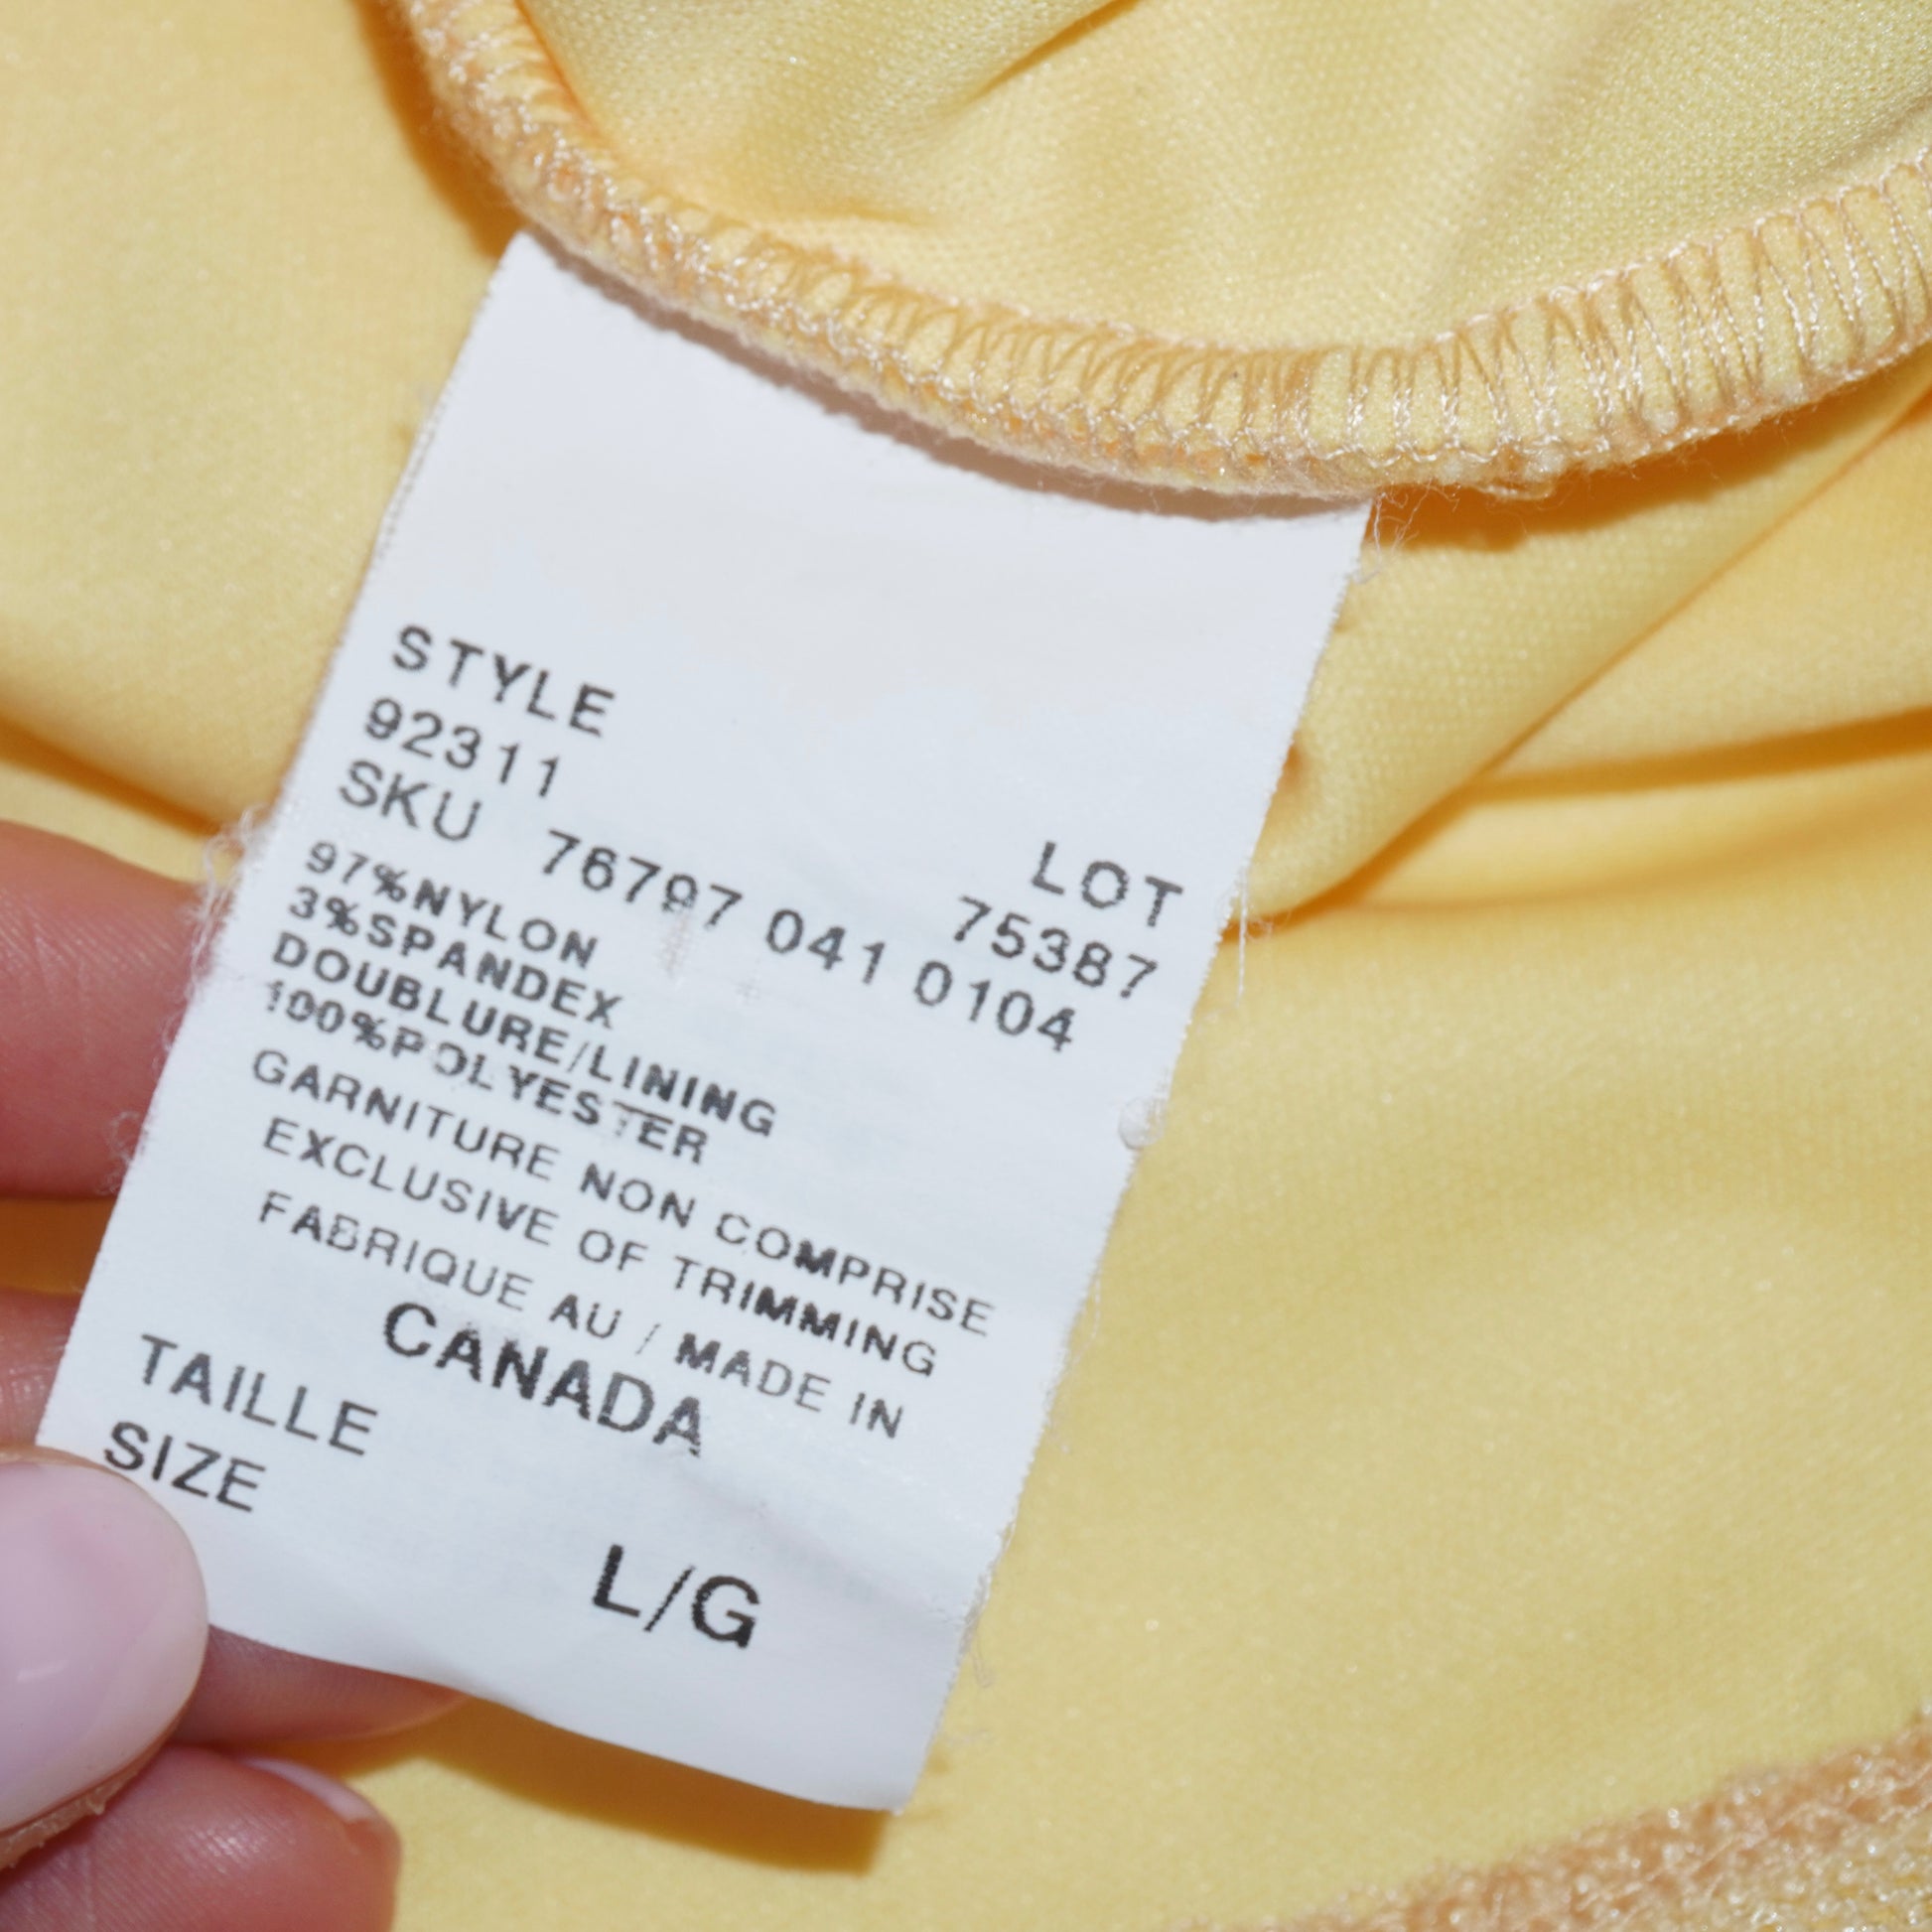 STYLE
92311
LOT
75387
SKU 76797 041 0104
97%NYLON
3%SPANDEX
DOUBLURE/LINING
100%POLYESTER
GARNITURE NON COMPRISE
EXCLUSIVE OF TRIMMING
FABRIQUE AU / MADE IN
CANADA
TAILLE
SIZE
L/G